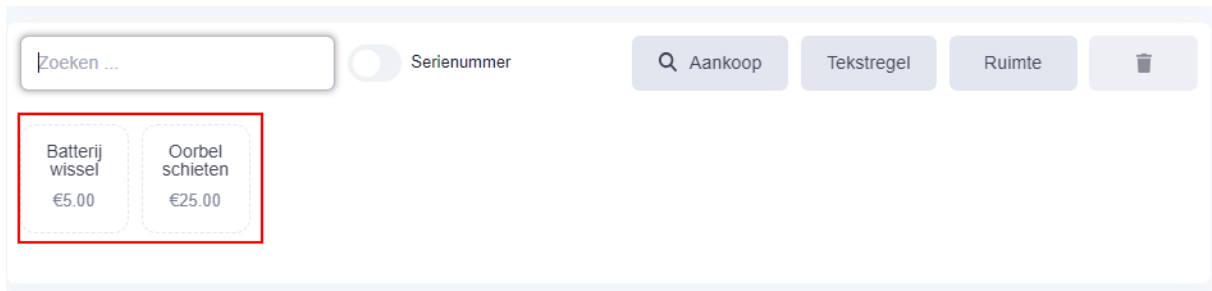 Zoeken ...
Serienummer
Aankoop
Tekstregel
Ruimte
Batterij
wissel
€5.00
Oorbel
schieten
€25.00